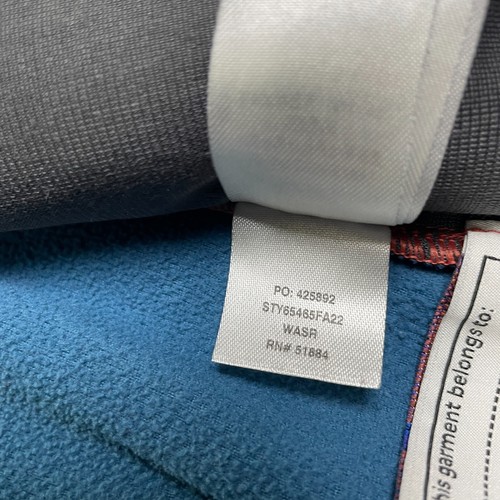 PO: 425892
STY65465FA22
WASR
RN# 51884
this garment belongs to: